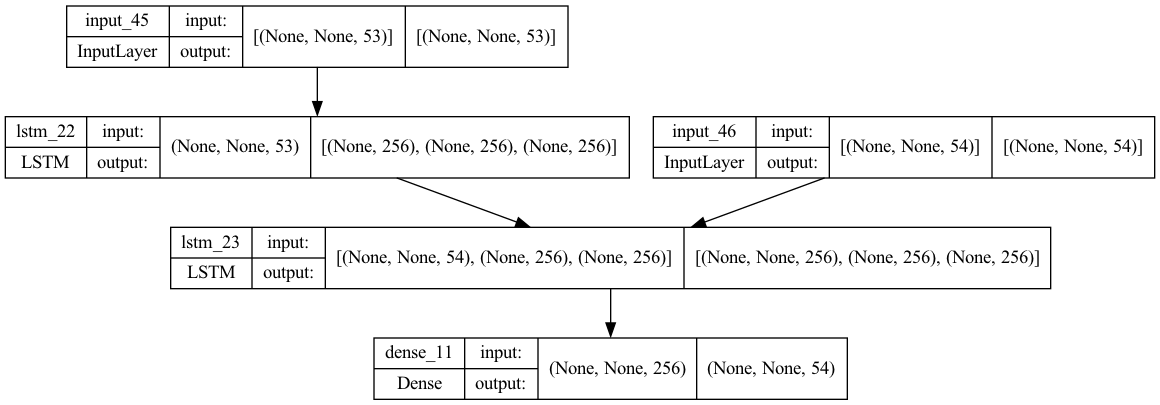 input_45 input: [(None, None, 53)] [(None, None, 53)]
InputLayer output:
lstm_22 input: (None, None, 53) [(None, 256), (None, 256), (None, 256)]
LSTM output:
input_46 input: [(None, None, 54)] [(None, None, 54)]
InputLayer output:
lstm_23 input: [(None, None, 54), (None, 256), (None, 256)] [(None, None, 256), (None, 256), (None, 256)]
LSTM output:
dense_11 input: (None, None, 256) (None, None, 54)
Dense output: